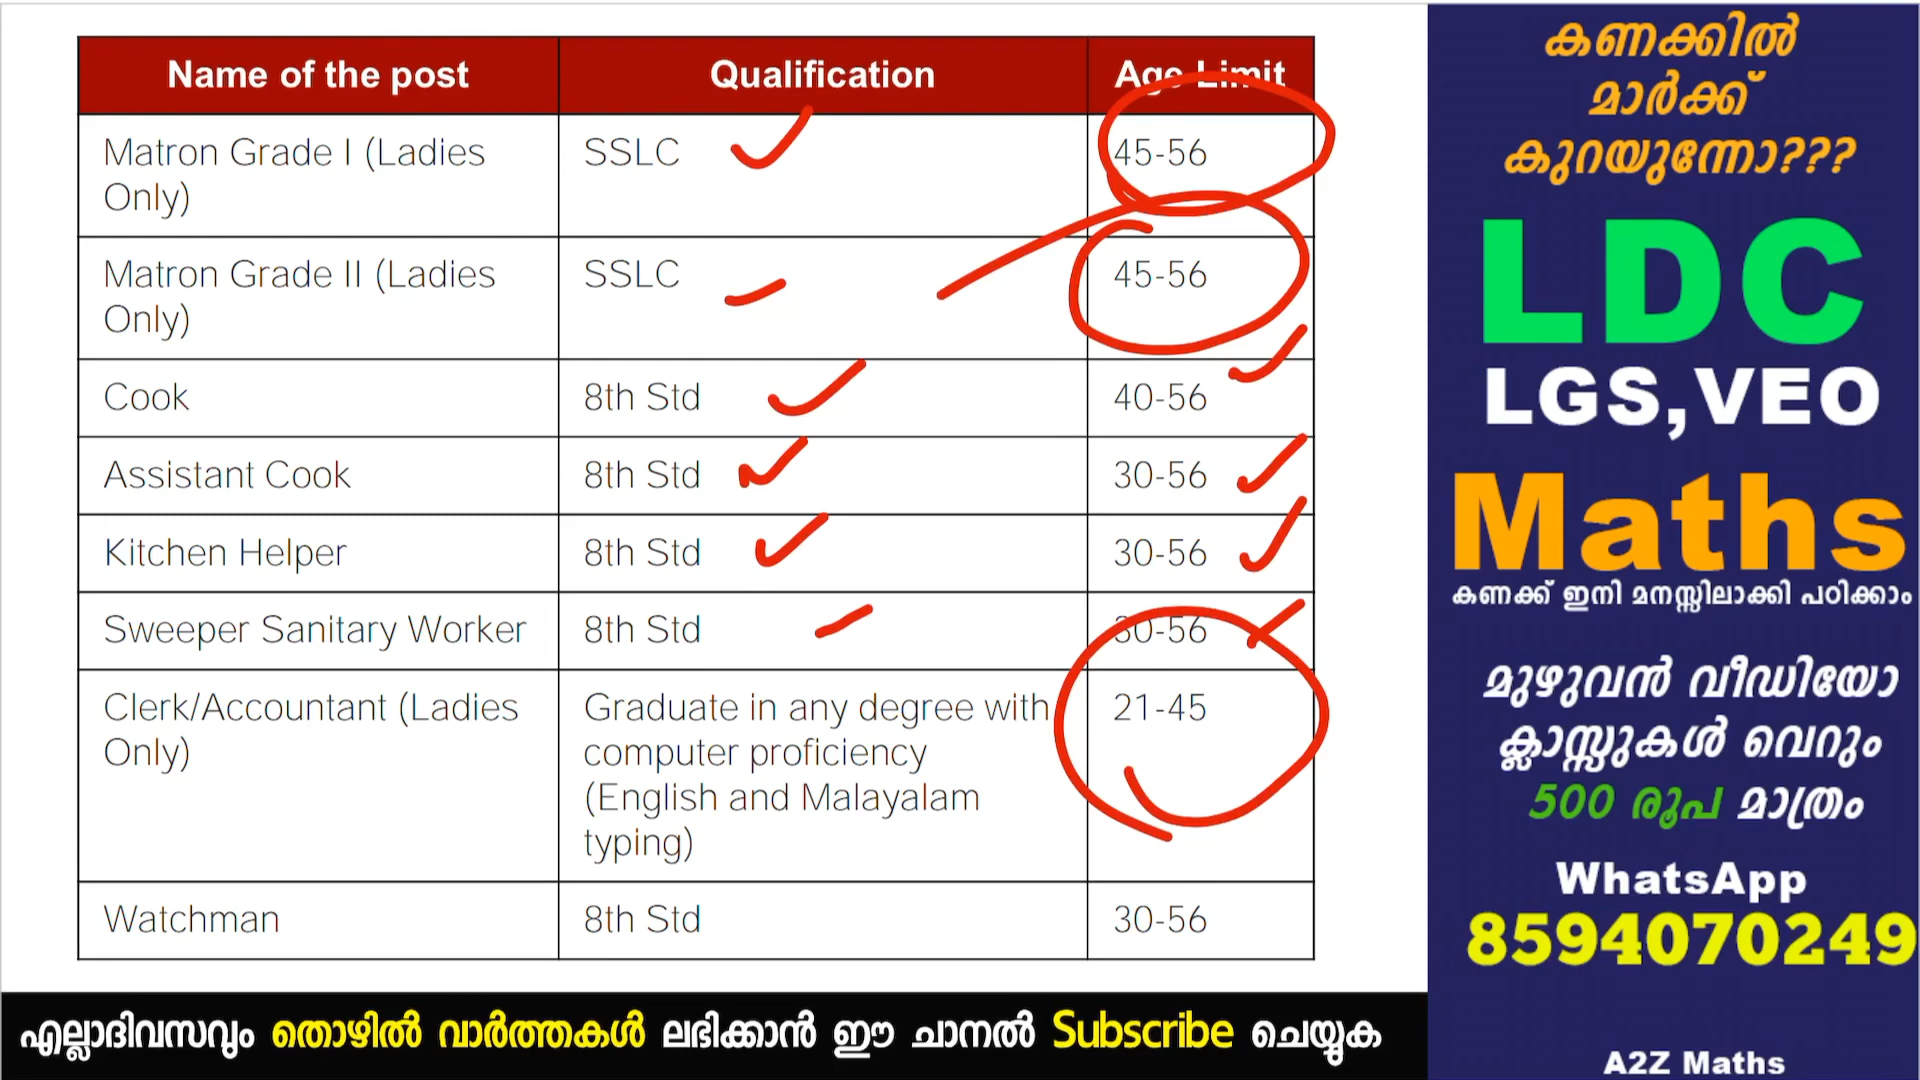 Name of the post Qualification Age Limit
Matron Grade I (Ladies SSLC 45-56
Only)
Matron Grade II (Ladies SSLC 45-56
Only)
Cook 8th Std 40-56
Assistant Cook 8th Std 30-56
Kitchen Helper 8th Std 30-56
Sweeper Sanitary Worker 8th Std 30-56
Clerk/Accountant (Ladies Graduate in any degree with 21-45
Only) computer proficiency
(English and Malayalam
typing)
Watchman 8th Std 30-56
എല്ലാദിവസവും തൊഴിൽ വാർത്തകൾ ലഭിക്കാൻ ഈ ചാനൽ Subscribe ചെയ്യുക
കണക്കിൽ
മാർക്ക്
കുറയുന്നോ???
LDC
LGS,VEO
Maths
കണക്ക് ഇനി മനസ്സിലാക്കി പഠിക്കാം
മുഴുവൻ വീഡിയോ
ക്ലാസ്സുകൾ വെറും
500 രൂപ മാത്രം
WhatsApp
8594070249
A2Z Maths